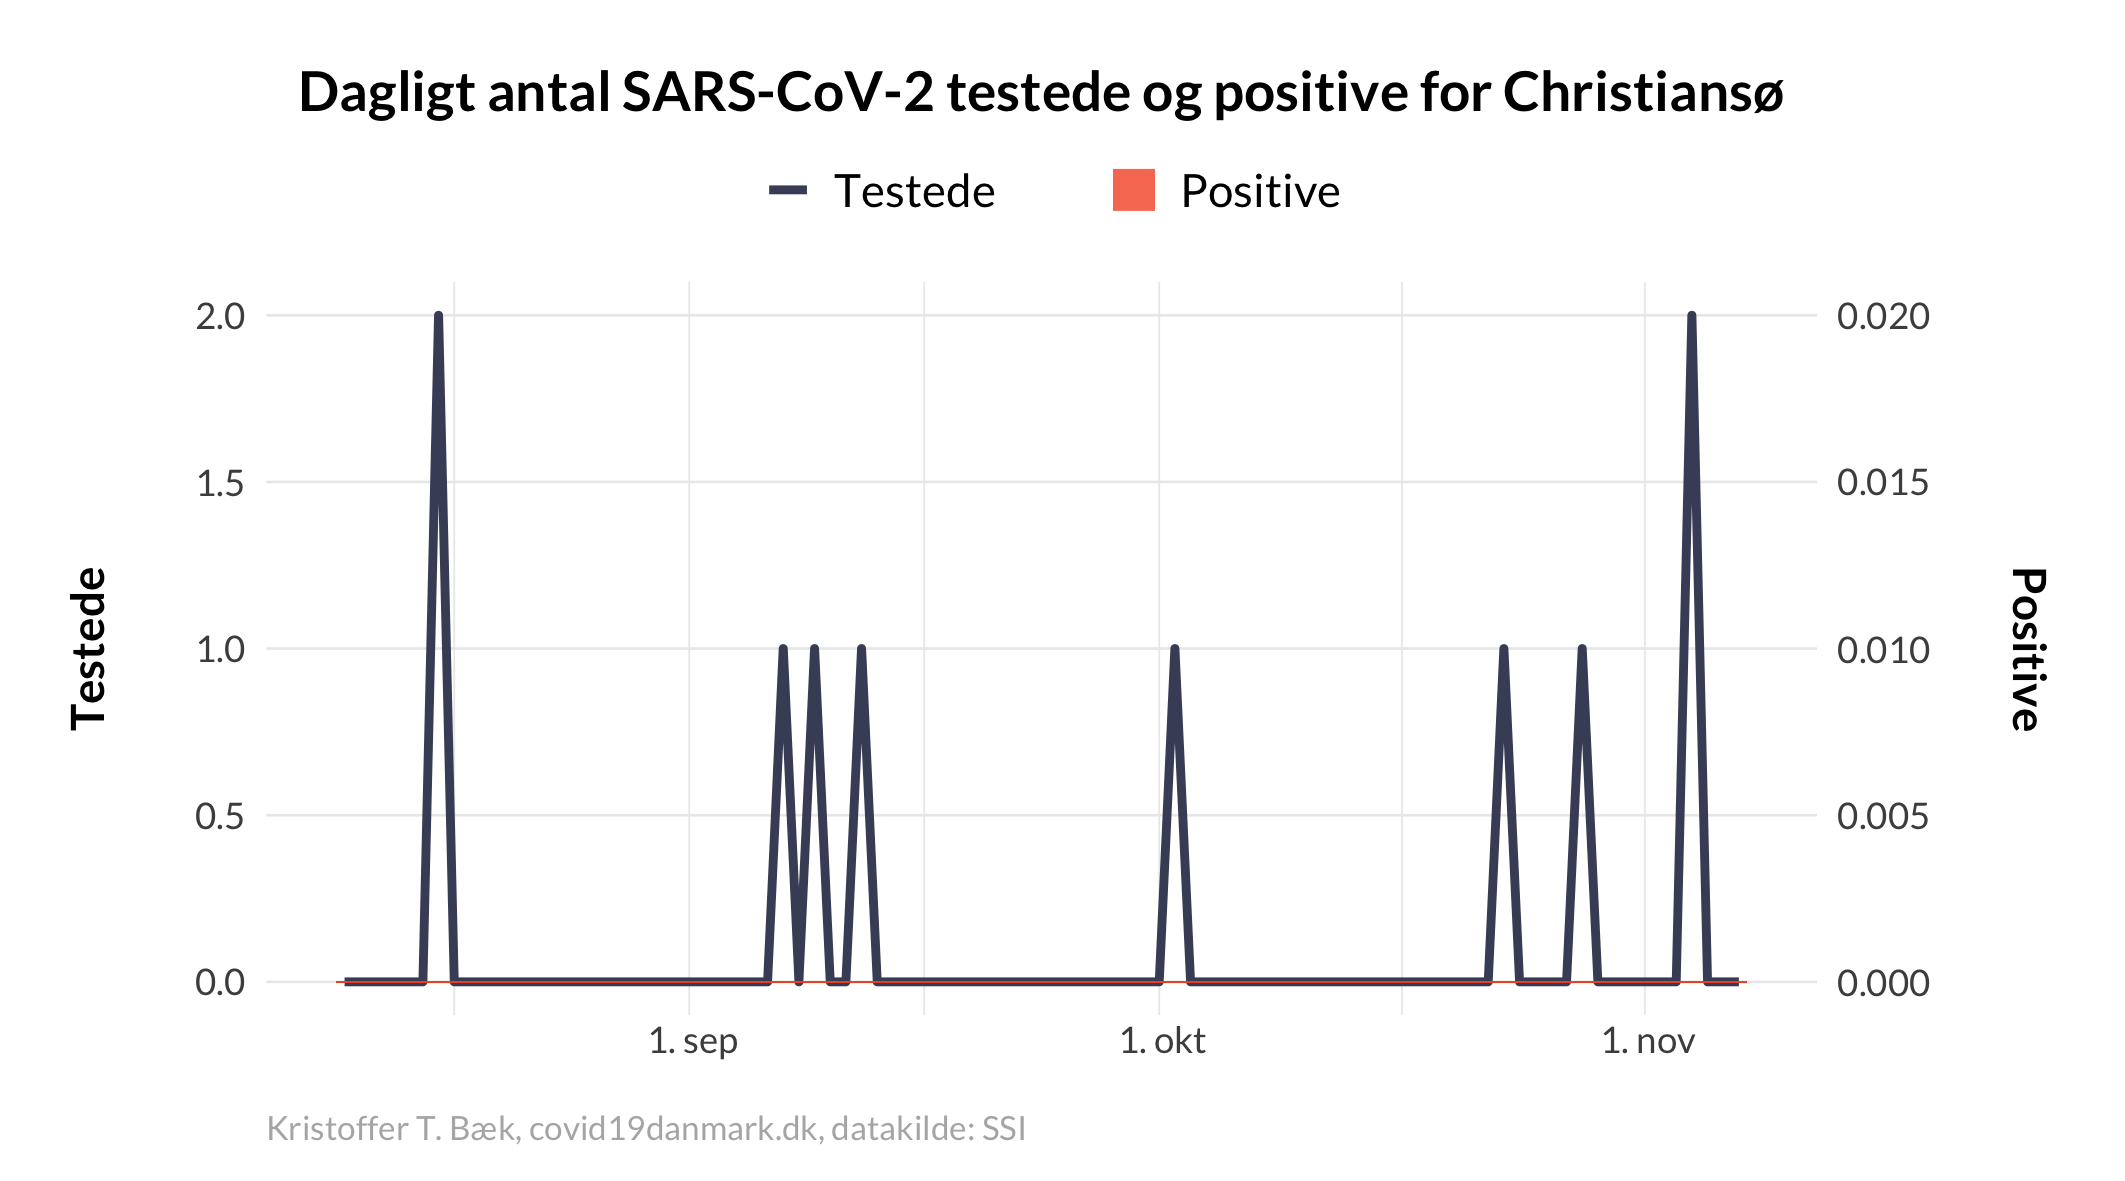 Dagligt antal SARS-CoV-2 testede og positive for Christiansø
Testede
Positive
2.0
1.5
1.0
0.5
0.0
Testede
0.020
0.015
0.010
0.005
0.000
Positive
1. sep
1. okt
1. nov
Kristoffer T. Bæk, covid19danmark.dk, datakilde: SSI